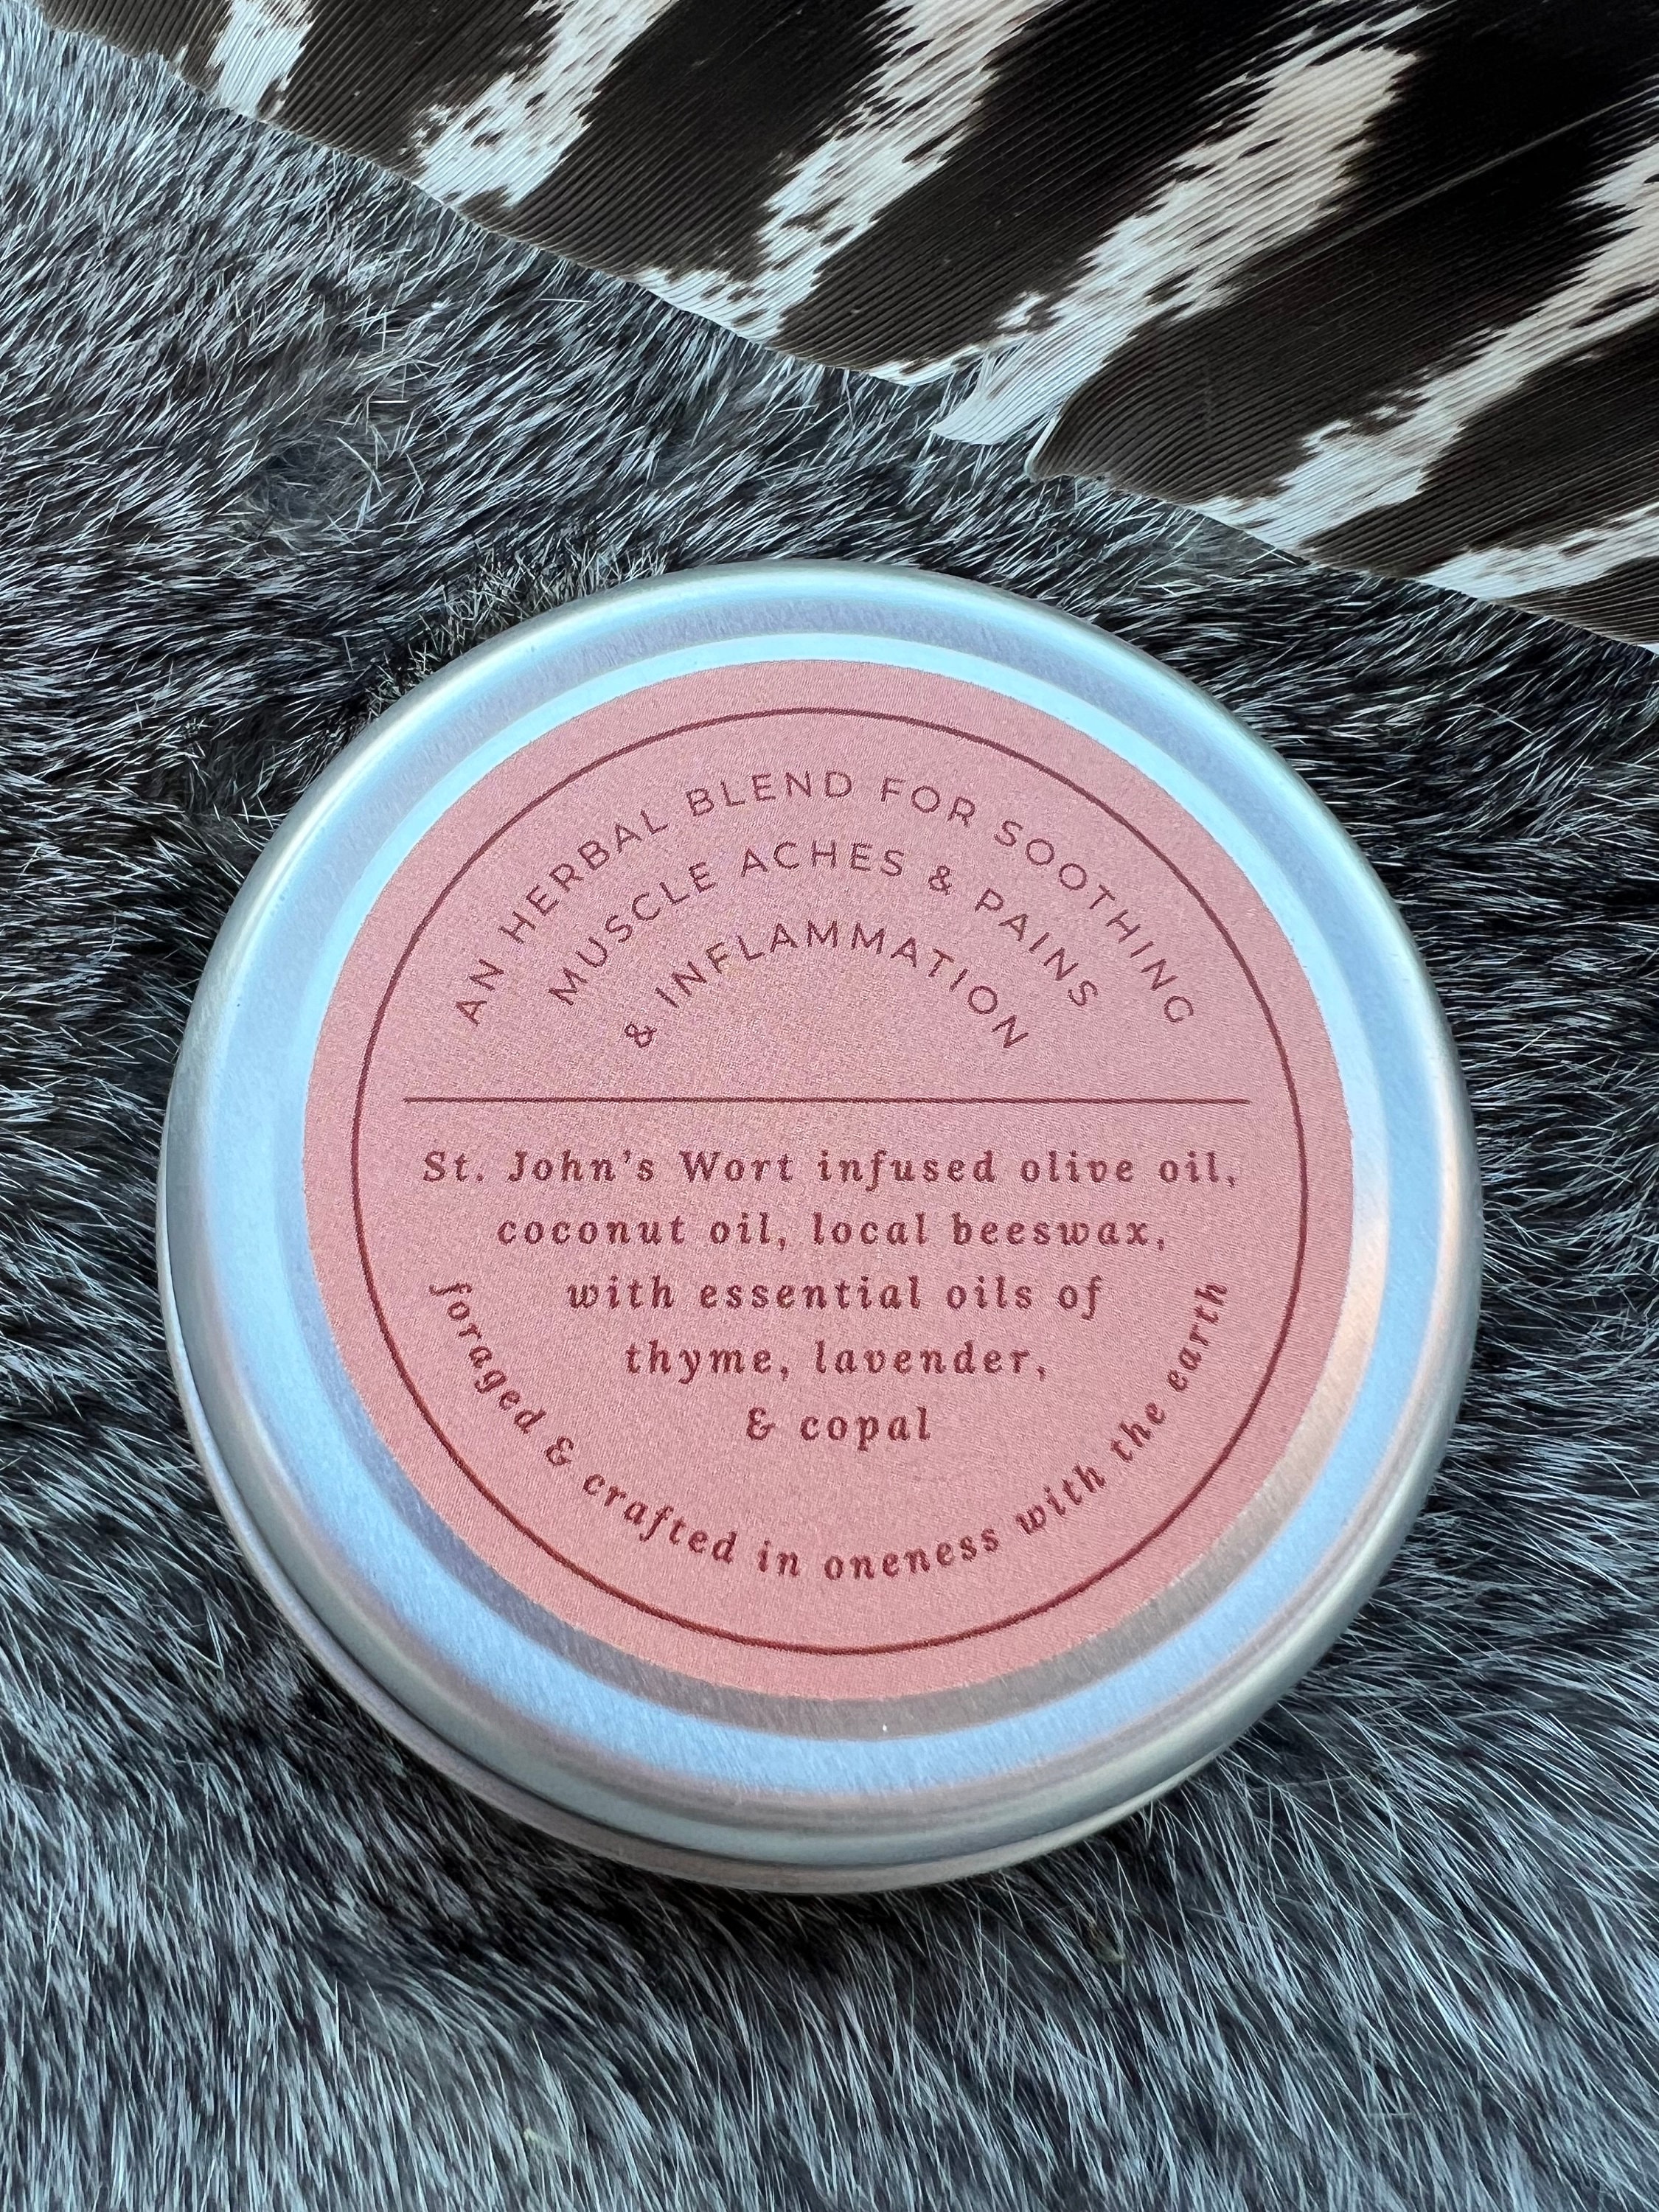 AN HERBAL BLEND FOR SOOTHING
MUSCLE ACHES & PAINS
& INFLAMMATION
St. John's Wort infused olive oil,
coconut oil, local beeswax,
with essential oils of
thyme, lavender,
& copal
foraged & crafted in oneness with the earth